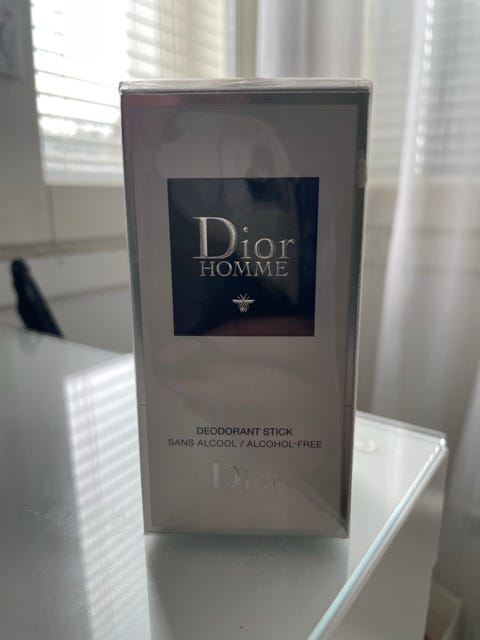 Dior
HOMME
DEODORANT STICK
SANS ALCOOL / ALCOHOL-FREE
Dior